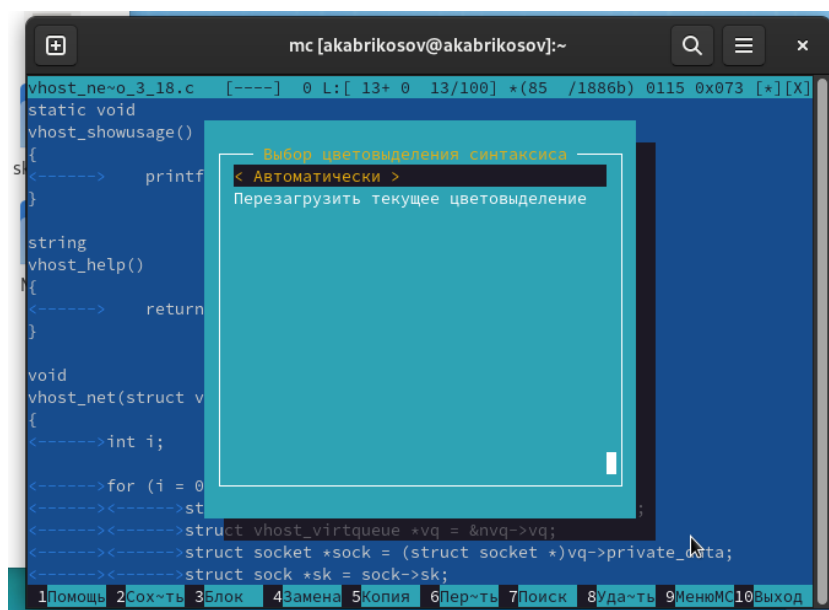 mc [akabrikosov@akabrikosov]:~
vhost_ne~o_3_18.c [----] 0 L:[ 13+ 0 13/100] *(85 /1886b) 0115 0x073 [*][X]
static void
vhost_showusage()
{
<------> printf
}
string
vhost_help()
{
<------> return
}
void
vhost_net(struct v
{
<------>int i;
<------>for (i = 0
<------><------>st ;
<------><------>struct vhost_virtqueue *vq = &nvq->vq;
<------><------>struct socket *sock = (struct socket *)vq->private_data;
<------><------>struct sock *sk = sock->sk;
Выбор цветовыделения синтаксиса
< Автоматически >
Перезагрузить текущее цветовыделение
1Помощь 2Сох~ть 3Блок 4Замена 5Копия 6Пер~ть 7Поиск 8Уда~ть 9МенюMC10Выход